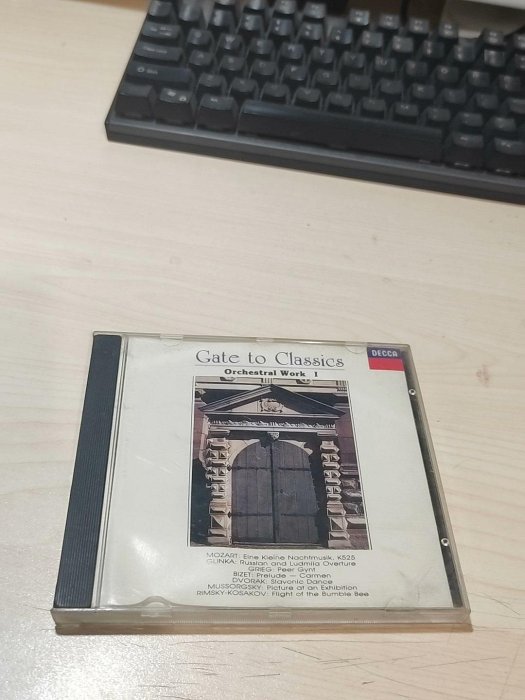 Gate to Classics
DECCA
Orchestral Work I
MOZART: Eine Kleine Nachtmusik, K525
GLINKA: Russian and Ludmila Overture
GRIEG: Peer Gynt
BIZET: Prelude — Carmen
DVORAK: Slavonic Dance
MUSSORGSKY: Picture at an Exhibition
RIMSKY-KOSAKOV: Flight of the Bumble Bee